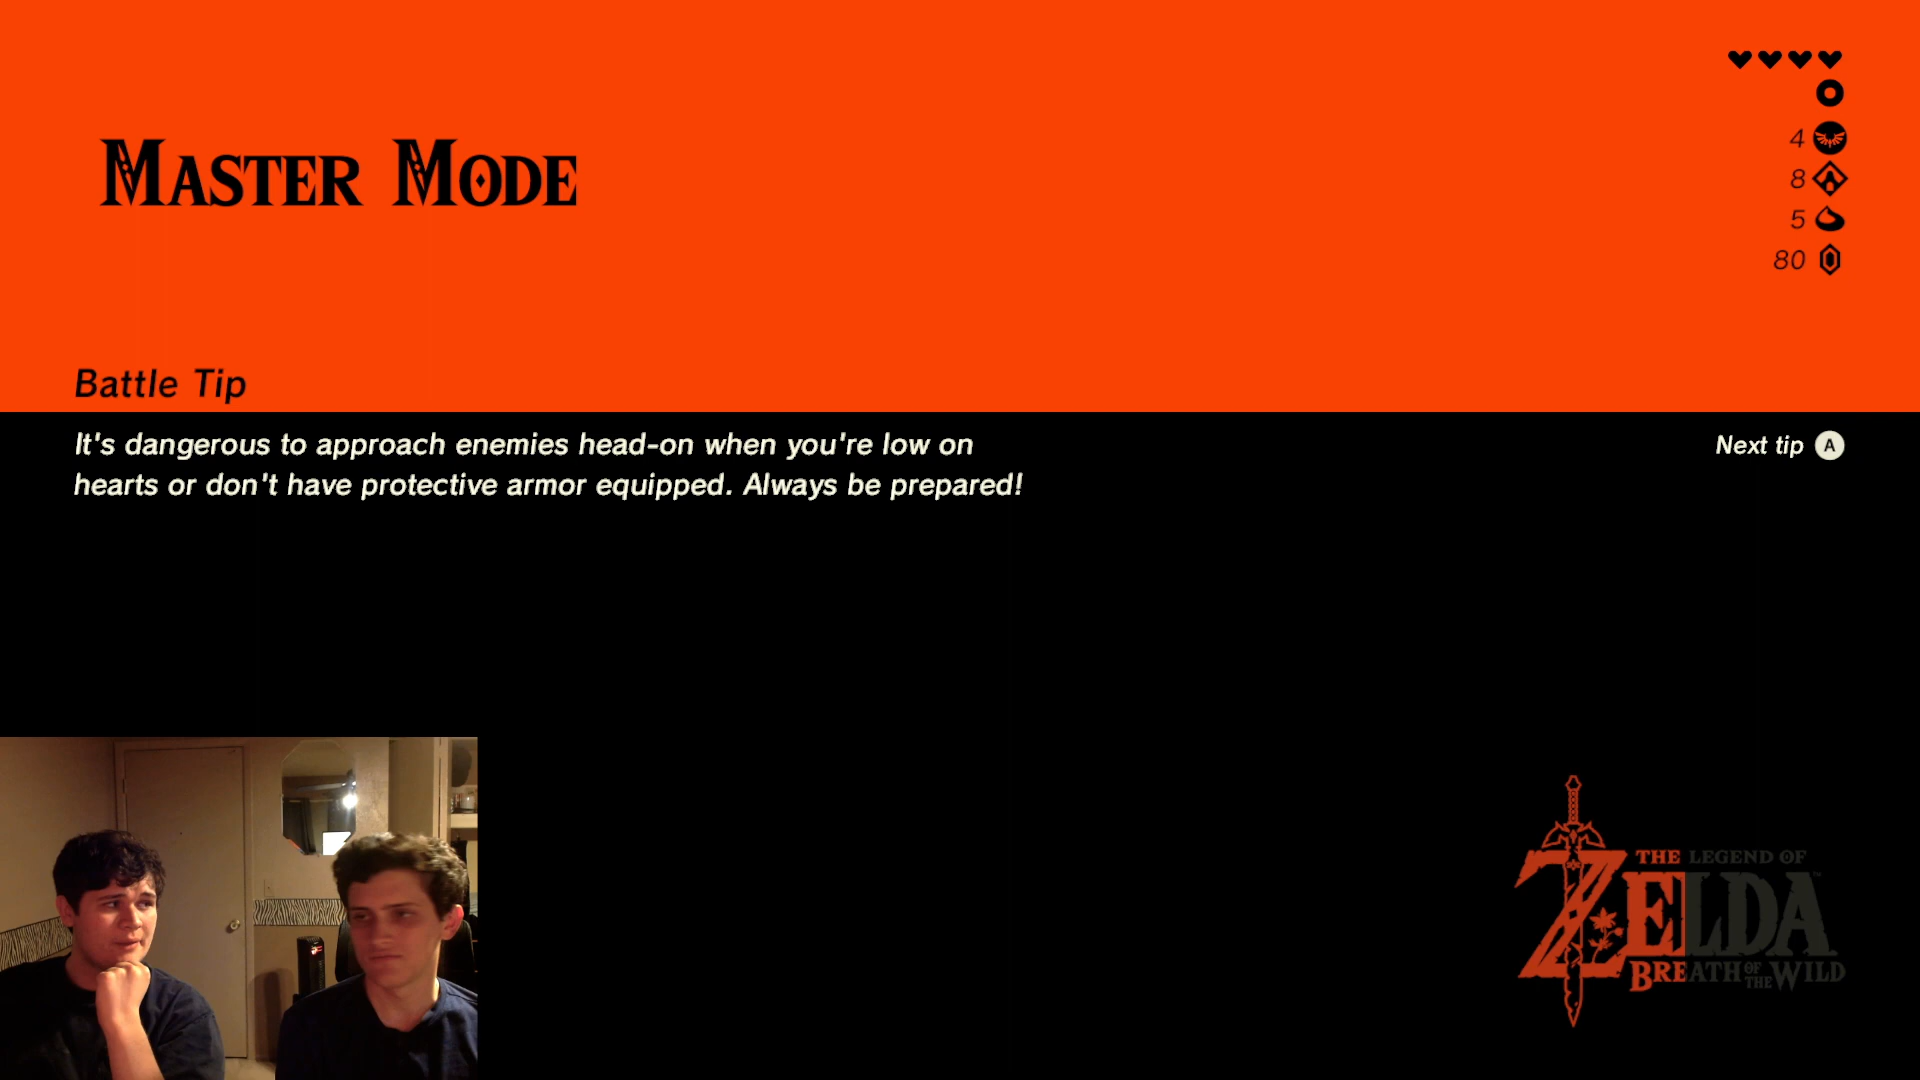 Master Mode
4
8
5
80
Battle Tip
It's dangerous to approach enemies head-on when you're low on
hearts or don't have protective armor equipped. Always be prepared!
Next tip A
THE LEGEND OF
ZELDA
BREATH OF THE WILD